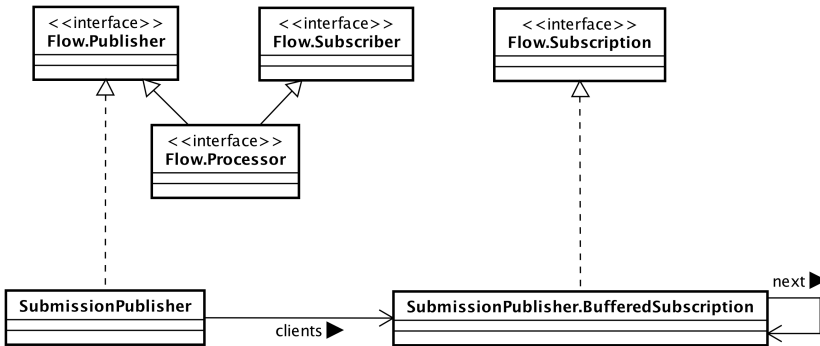 <<interface>>
Flow.Publisher
<<interface>>
Flow.Subscriber
<<interface>>
Flow.Subscription
<<interface>>
Flow.Processor
SubmissionPublisher
clients
SubmissionPublisher.BufferedSubscription
next